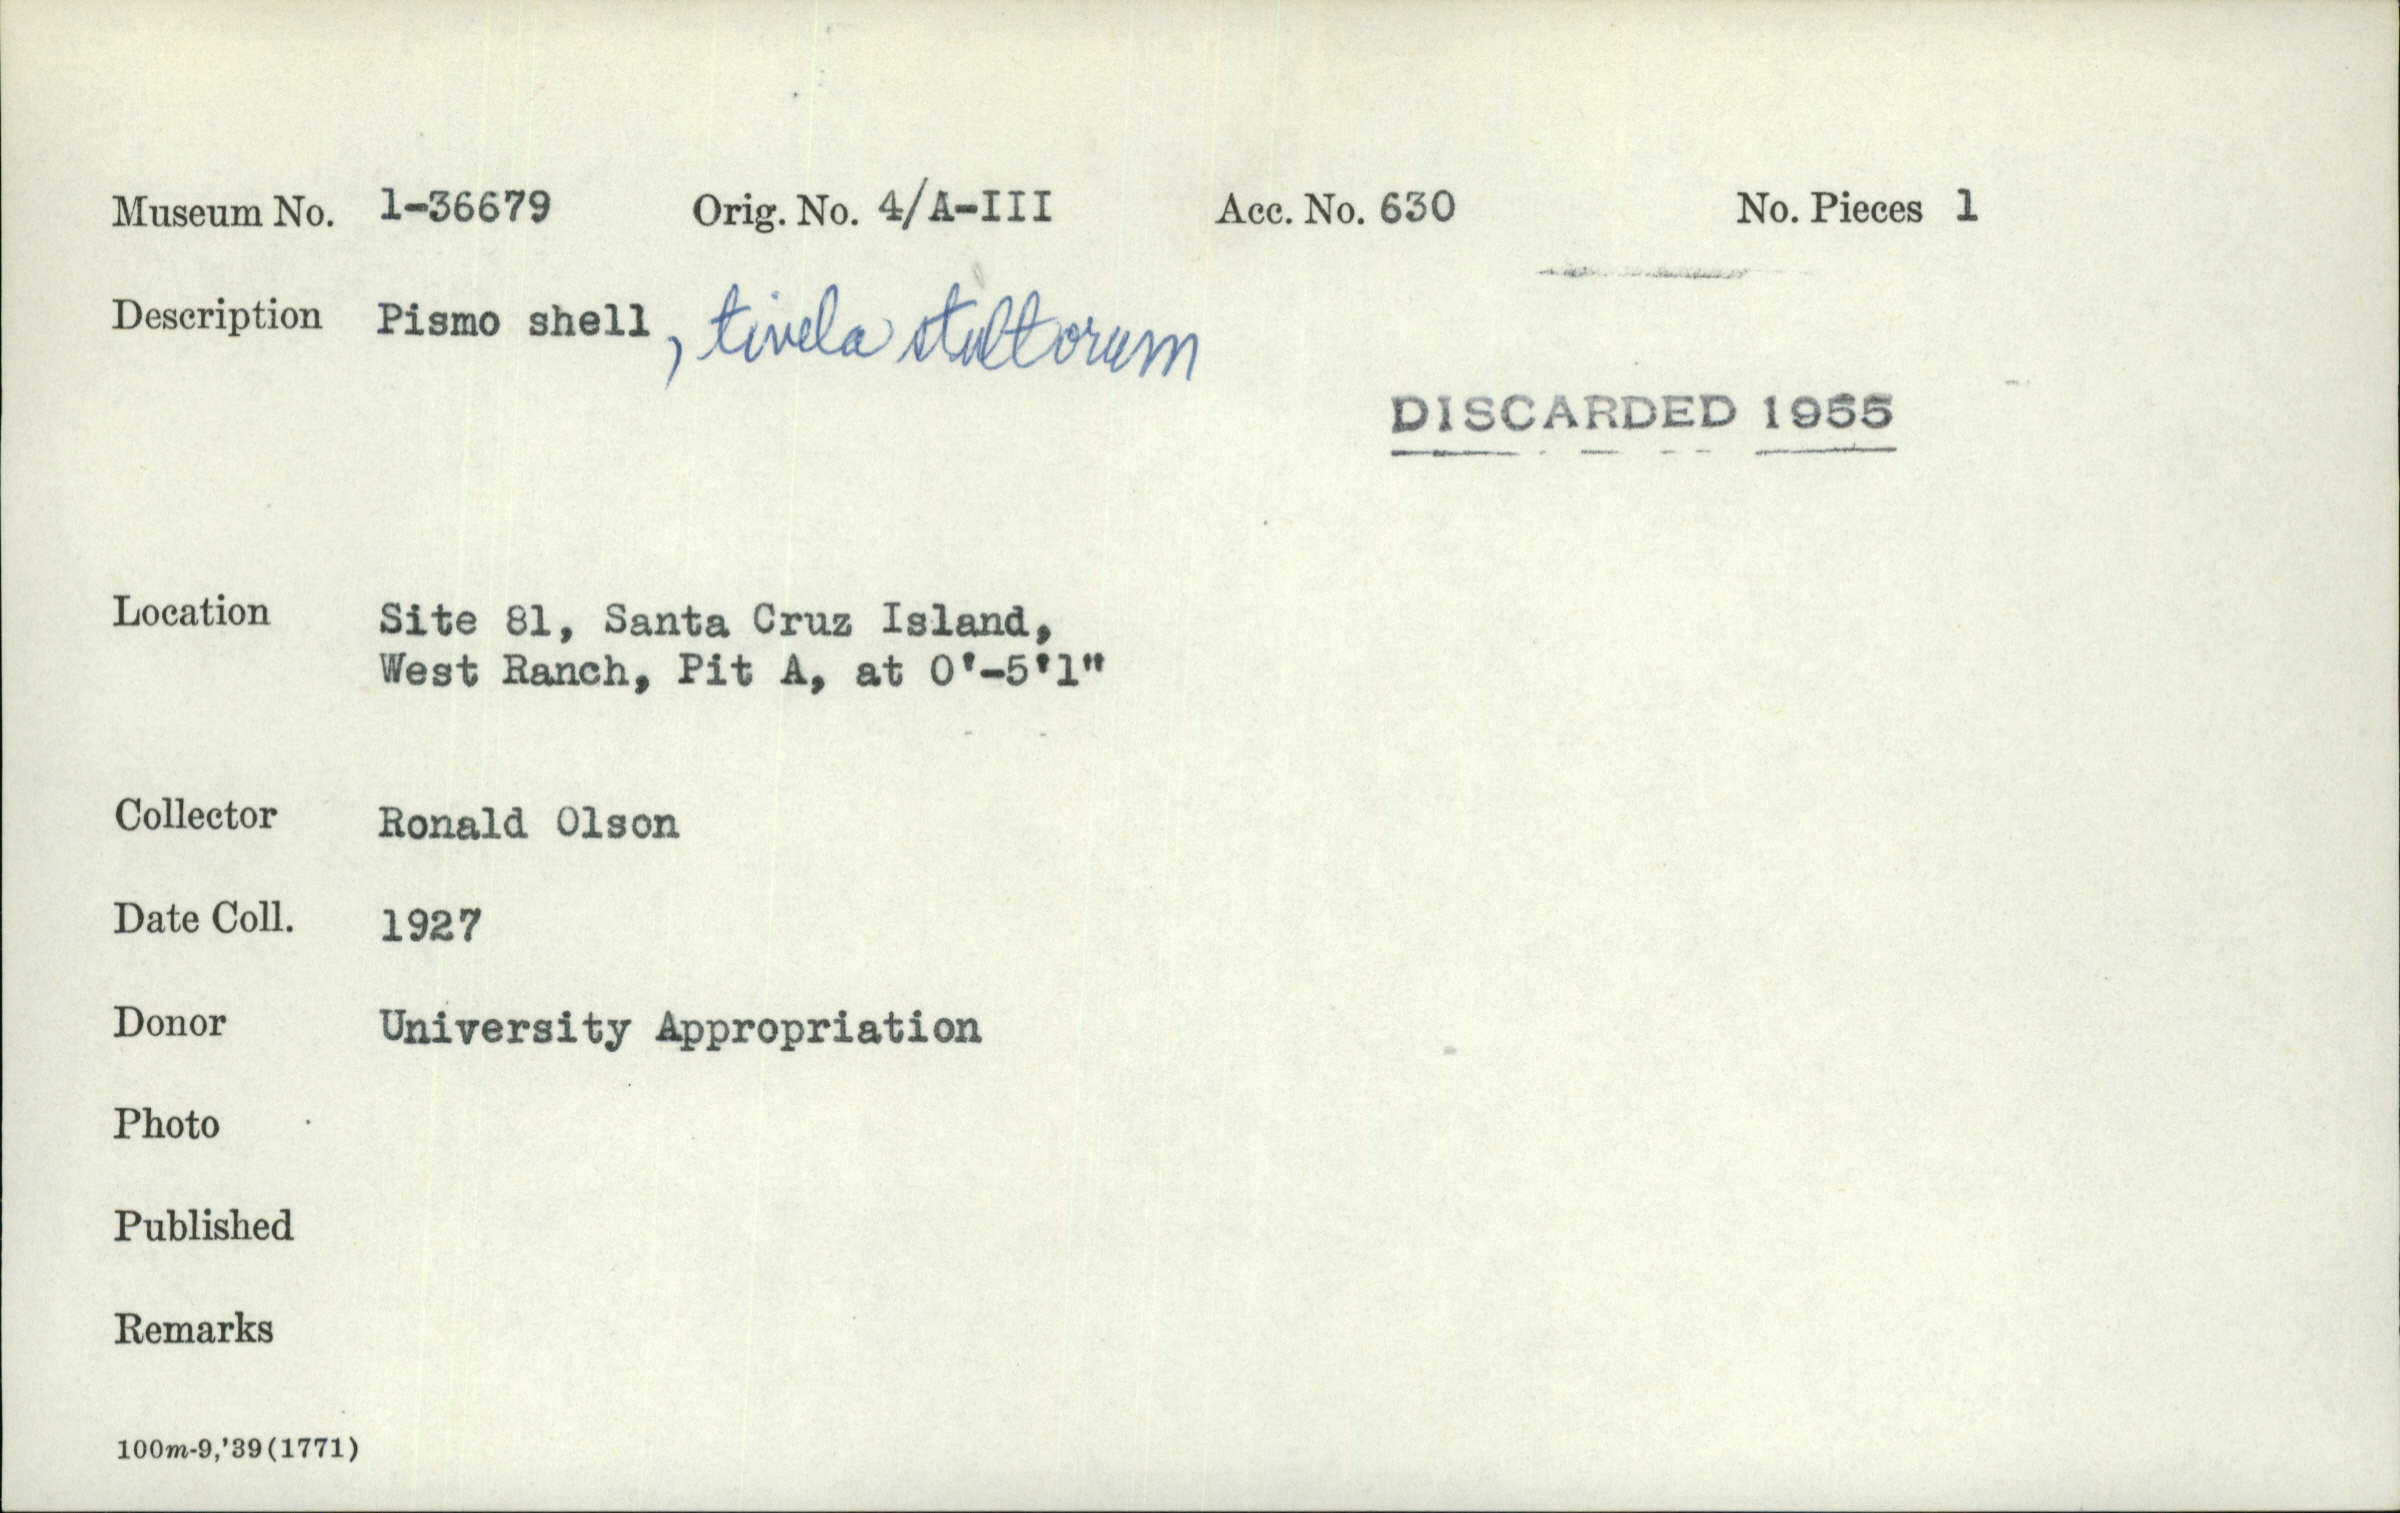 Museum No. 1-36679 Orig. No. 4/A-III Acc. No. 630 No. Pieces 1
Description Pismo shell, tivela stultorum
DISCARDED 1955
Location Site 81, Santa Cruz Island,
West Ranch, Pit A, at 0'-5'1"
Collector Ronald Olson
Date Coll. 1927
Donor University Appropriation
Photo
Published
Remarks
100m-9,'39(1771)